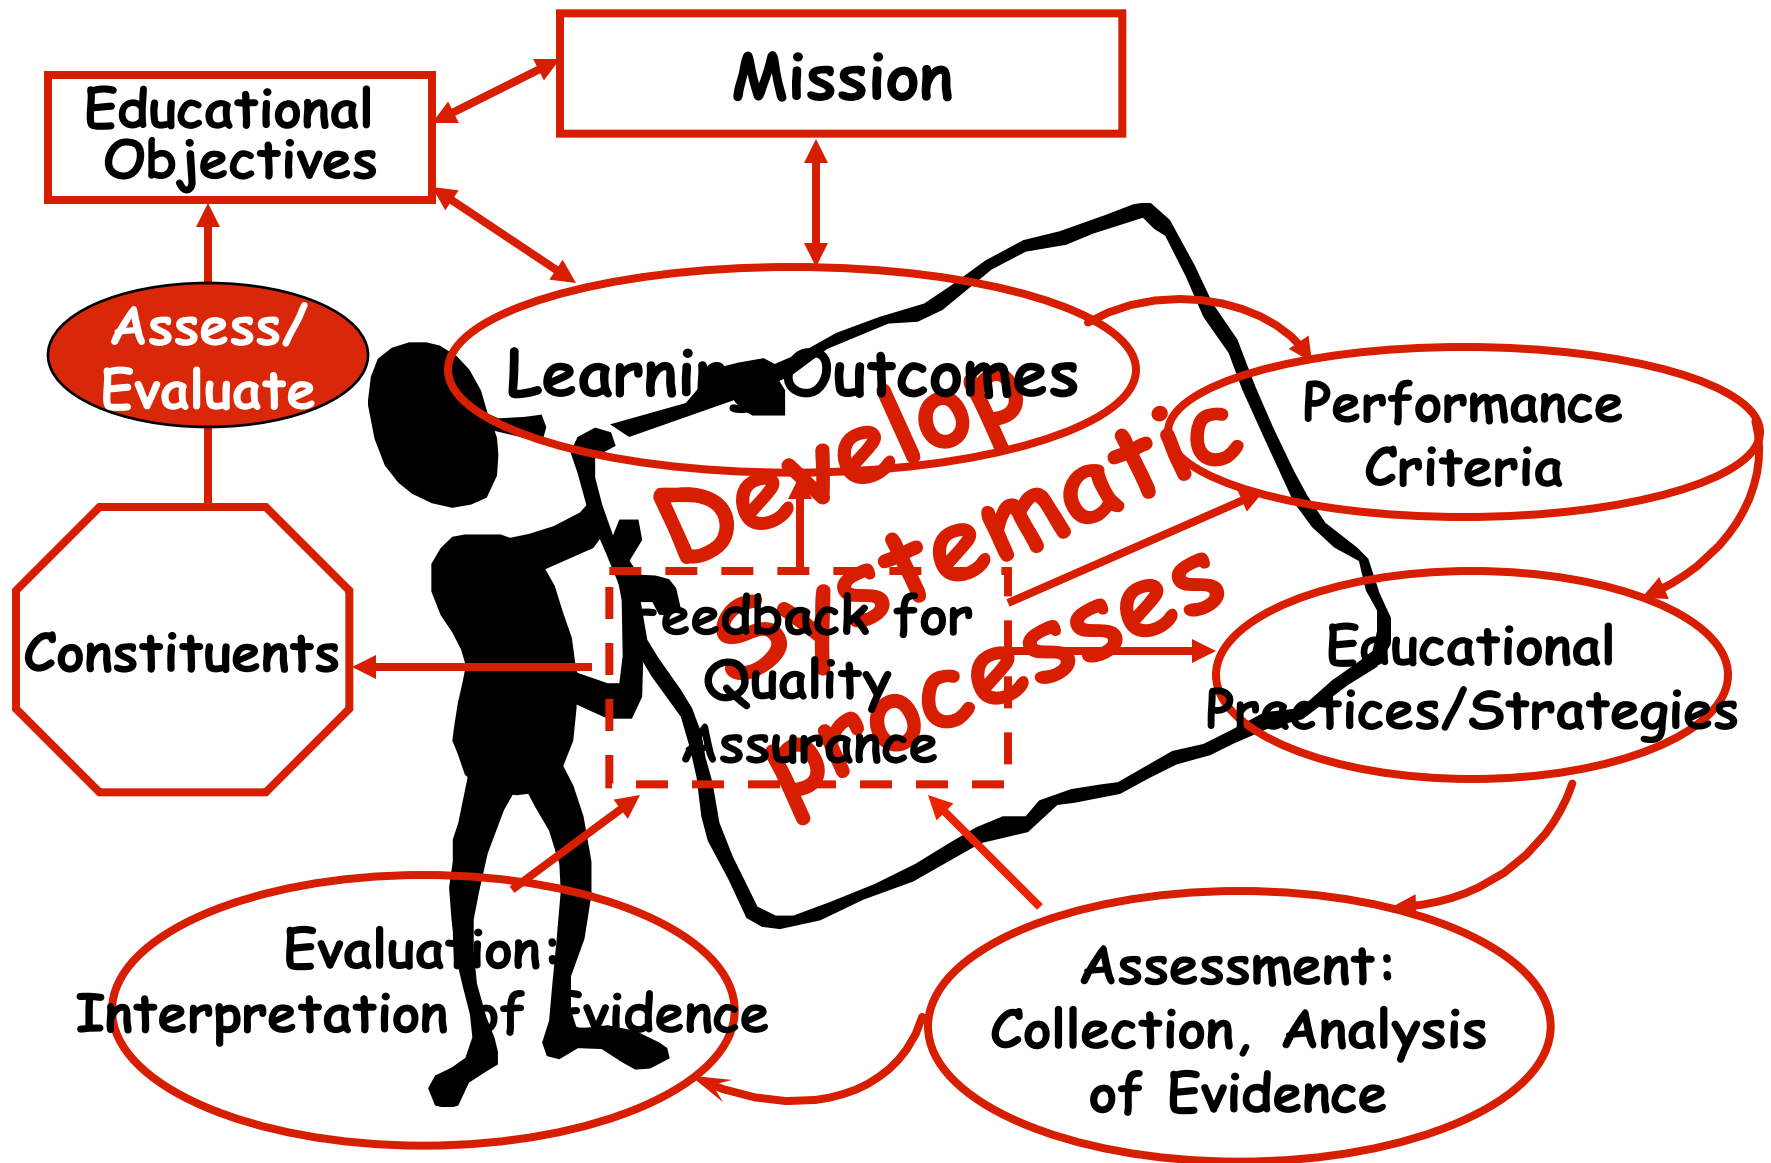 Mission
Educational
Objectives
Assess/
Evaluate
Learning Outcomes
Performance
Criteria
Develop
Systematic
processes
Constituents
Feedback for
Quality
Assurance
Educational
Practices/Strategies
Evaluation:
Interpretation of Evidence
Assessment:
Collection, Analysis
of Evidence